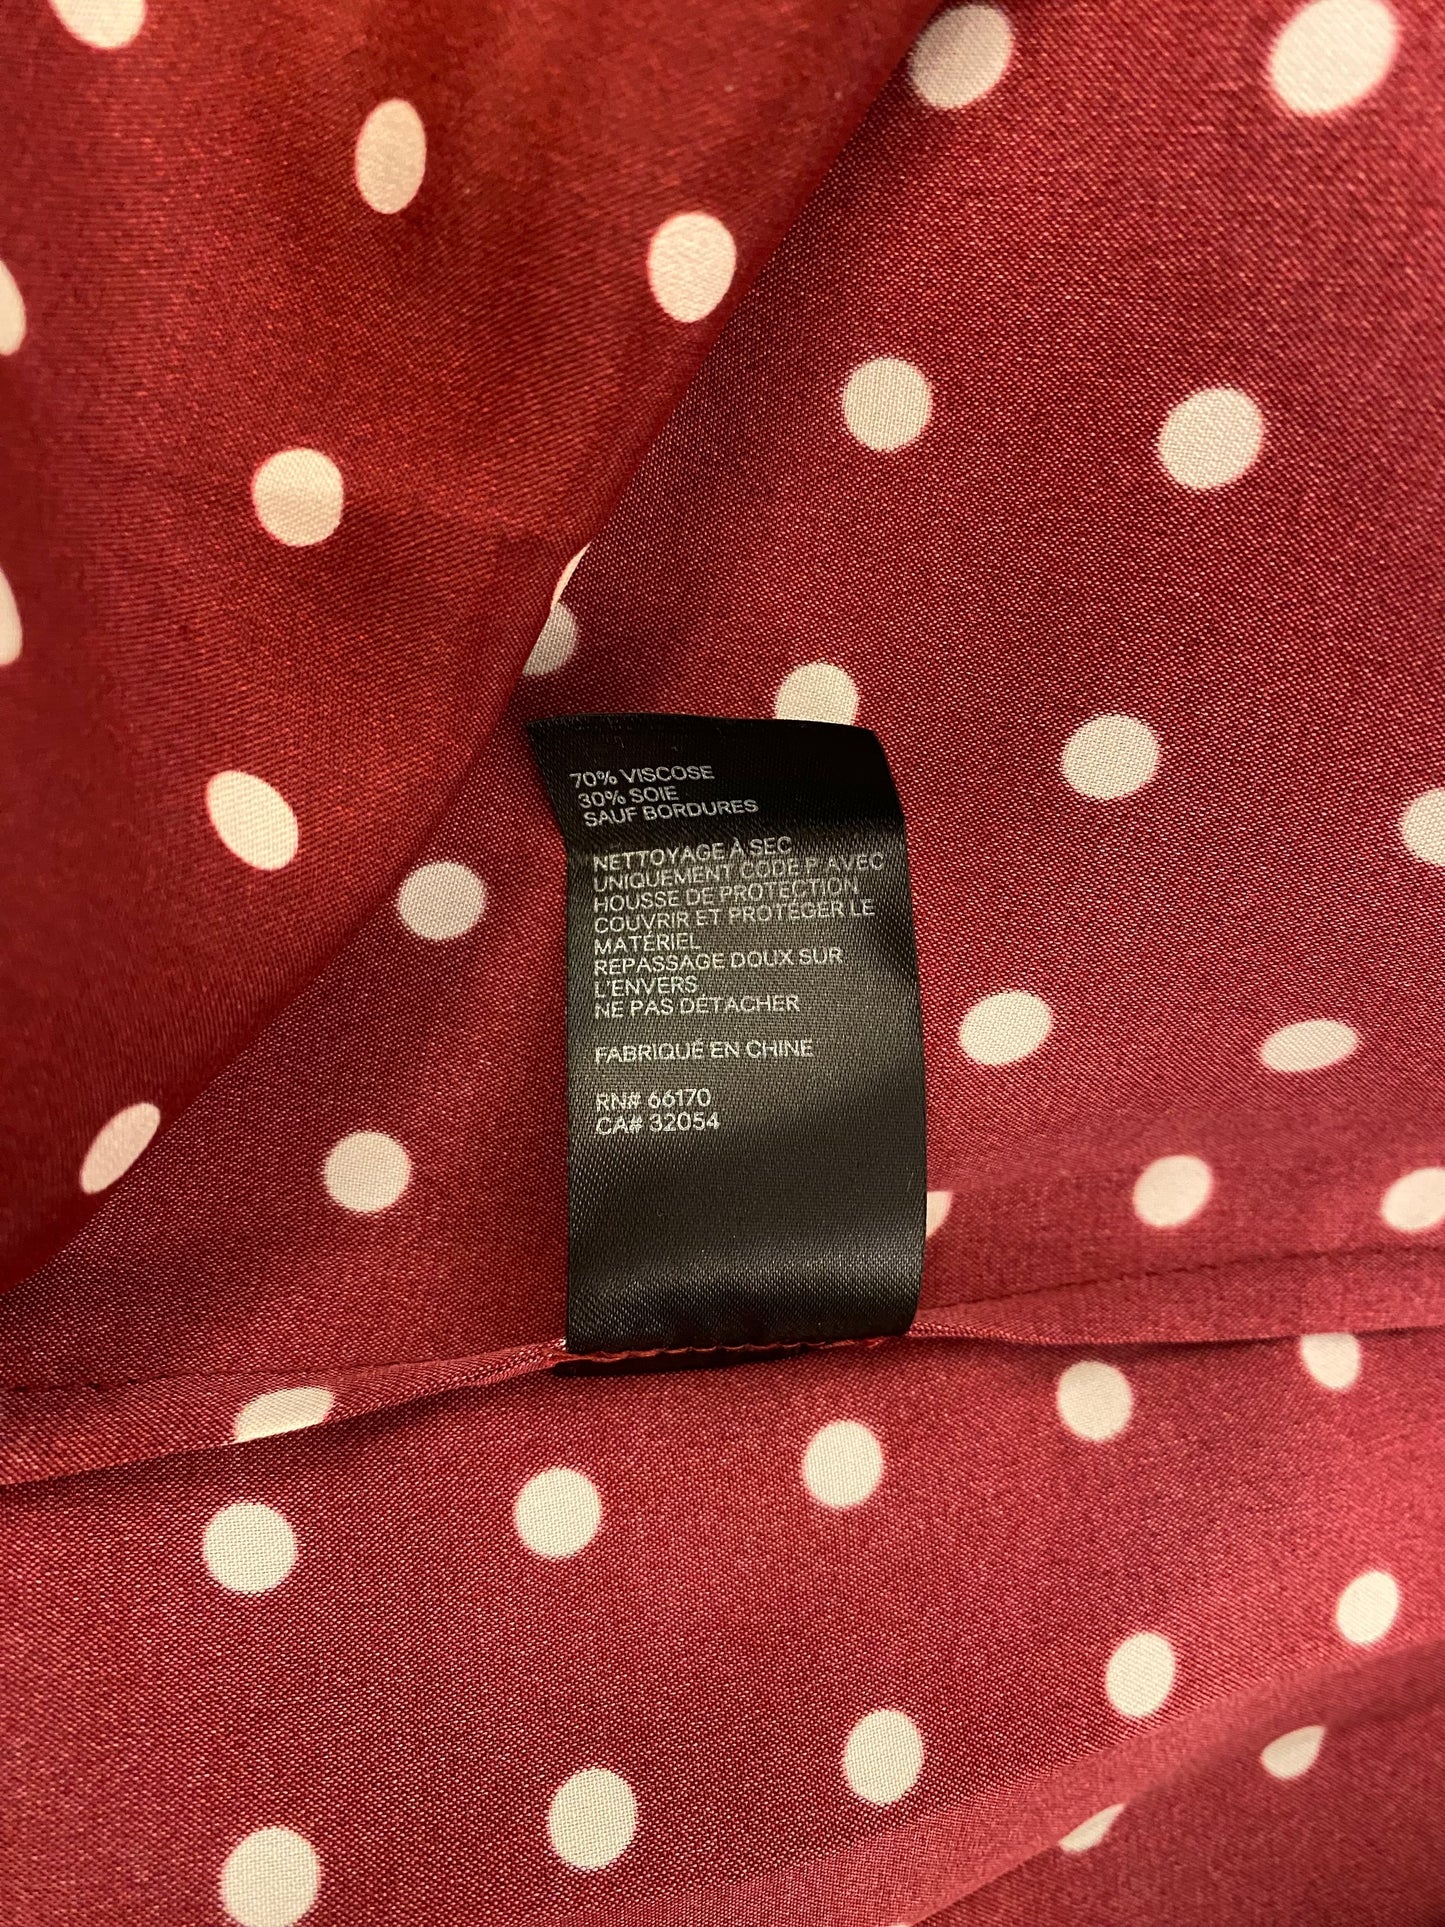 70% VISCOSE
30% SOIE
SAUF BORDURES
NETTOYAGE À SEC
UNIQUEMENT CODE P AVEC
HOUSSE DE PROTECTION
COUVRIR ET PROTÉGER LE
MATÉRIEL
REPASSAGE DOUX SUR
L'ENVERS
NE PAS DÉTACHER
FABRIQUÉ EN CHINE
RN# 66170
CA# 32054